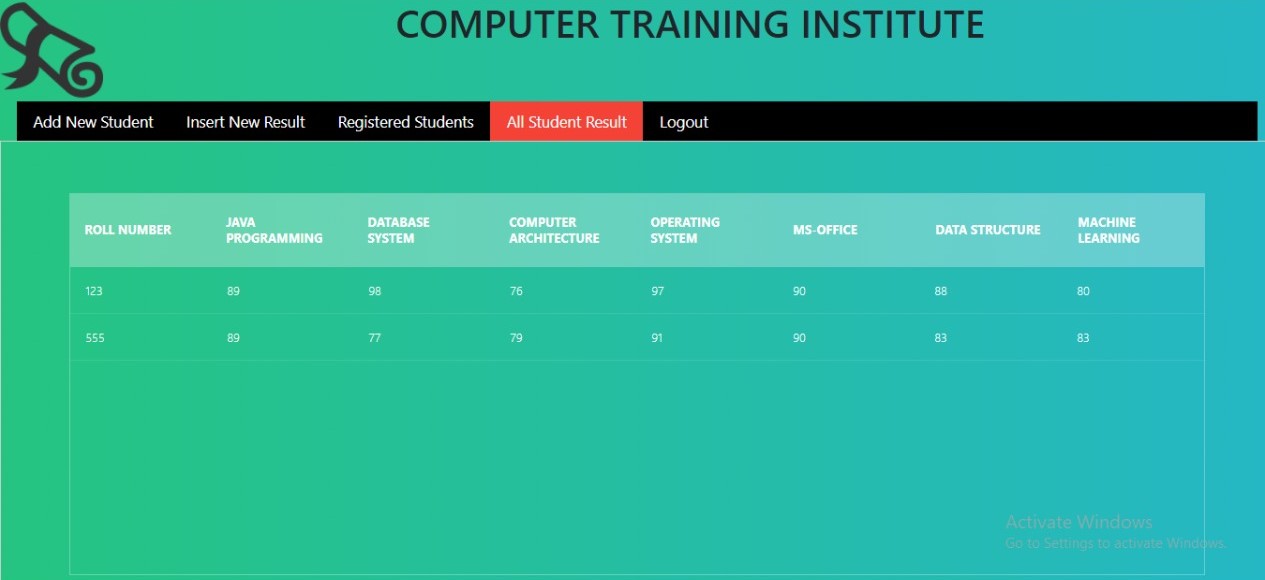 COMPUTER TRAINING INSTITUTE
Add New Student Insert New Result Registered Students All Student Result Logout
ROLL NUMBER JAVA PROGRAMMING DATABASE SYSTEM COMPUTER ARCHITECTURE OPERATING SYSTEM MS-OFFICE DATA STRUCTURE MACHINE LEARNING
123 89 98 76 97 90 88 80
555 89 77 79 91 90 83 83
Activate Windows
Go to Settings to activate Windows.